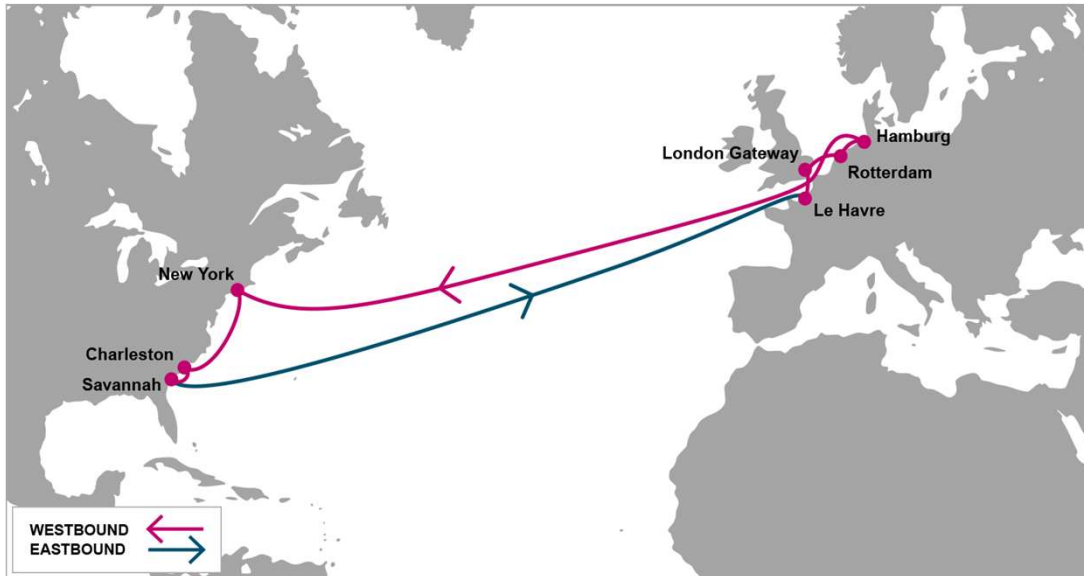 Hamburg
London Gateway
Rotterdam
Le Havre
New York
Charleston
Savannah
WESTBOUND
EASTBOUND